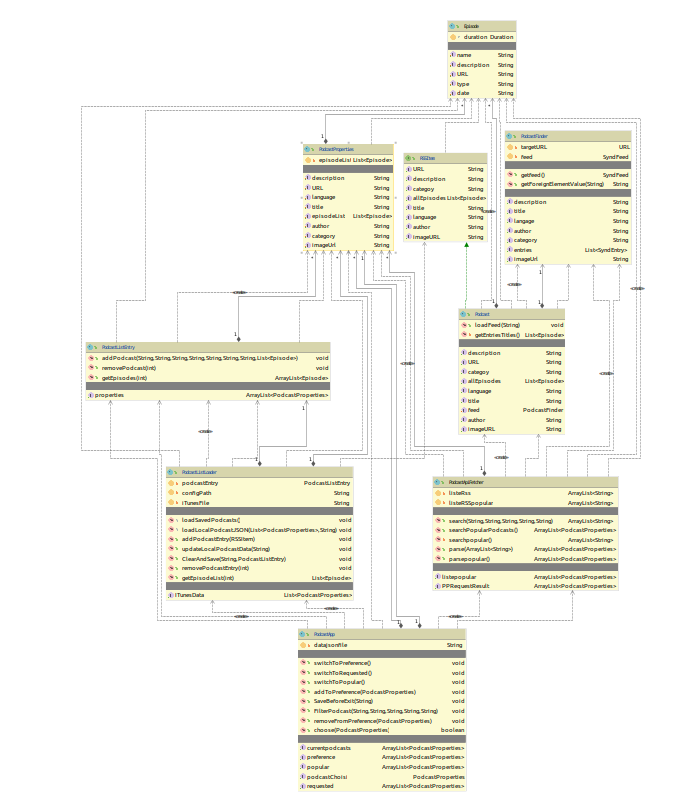 Episode
duration Duration
name String
description String
URL String
type String
date String
PodcastProperties
episodeList List<Episode>
description String
URL String
language String
title String
episodeList List<Episode>
author String
category String
imageUrl String
RSSItem
URL String
description String
category String
allEpisodes List<Episode>
title String
language String
author String
imageURL String
PodcastFinder
targetURL URL
feed SyndFeed
getfeed() SyndFeed
getForeignElementValue(String) String
description String
title String
langage String
author String
category String
entries List<SyndEntry>
imageUrl String
Podcast
loadFeed(String) void
getEntriesTitles() List<Episode>
description String
URL String
categoy String
allEpisodes List<Episode>
language String
title String
feed PodcastFinder
author String
imageURL String
PodcastListEntry
addPodcast(String,String,String,String,String,String,String,List<Episode>) void
removePodcast(int) void
getEpisodes(int) ArrayList<Episode>
properties ArrayList<PodcastProperties>
PodcastListLoader
podcastEntry PodcastListEntry
configPath String
iTunesFile String
loadSavedPodcasts() void
loadLocalPodcastJSON(List<PodcastProperties>,String) void
addPodcastEntry(RSSItem) void
updateLocalPodcastData(String) void
ClearAndSave(String,PodcastListEntry) void
removePodcastEntry(int) void
getEpisodeList(int) List<Episode>
ITunesData List<PodcastProperties>
PodcastApiFetcher
listeRss ArrayList<String>
listeRSSpopular ArrayList<String>
search(String,String,String,String,String) ArrayList<String>
searchPopularPodcasts() ArrayList<PodcastProperties>
searchpopular() ArrayList<String>
parse(ArrayList<String>) ArrayList<PodcastProperties>
parsepopular() ArrayList<PodcastProperties>
listepopular ArrayList<PodcastProperties>
PPRequestResult ArrayList<PodcastProperties>
PodcastApp
datajsonfile String
switchToPreference() void
switchToRequested() void
switchToPopular() void
addToPreference(PodcastProperties) void
SaveBeforeExit(String) void
FilterPodcast(String,String,String,String,String) void
removeFromPreference(PodcastProperties) void
choose(PodcastProperties) boolean
currentpodcasts ArrayList<PodcastProperties>
preference ArrayList<PodcastProperties>
popular ArrayList<PodcastProperties>
podcastChoisi PodcastProperties
requested ArrayList<PodcastProperties>